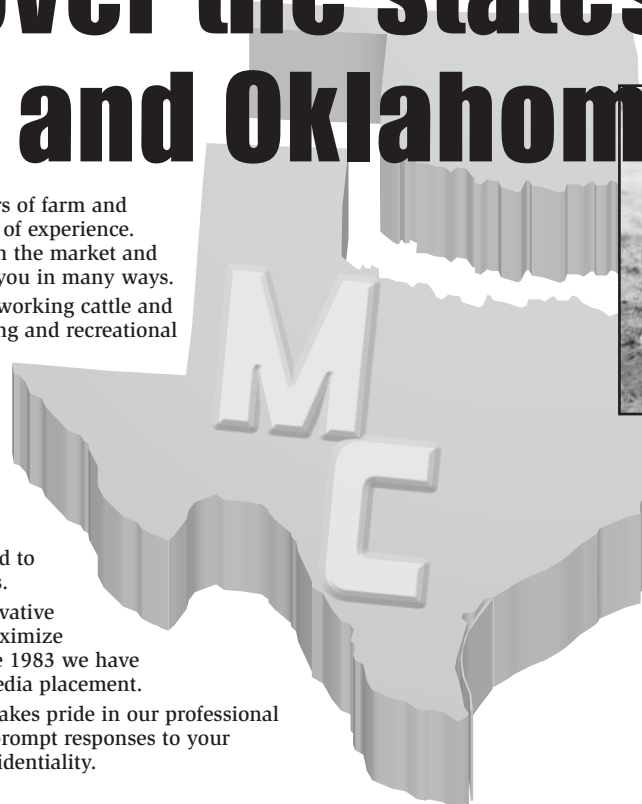 over the states
and Oklahom
rs of farm and
of experience.
n the market and
you in many ways.
working cattle and
ng and recreational
M
C
d to
s.
vative
ximize
e 1983 we have
edia placement.
akes pride in our professional
prompt responses to your
identiality.